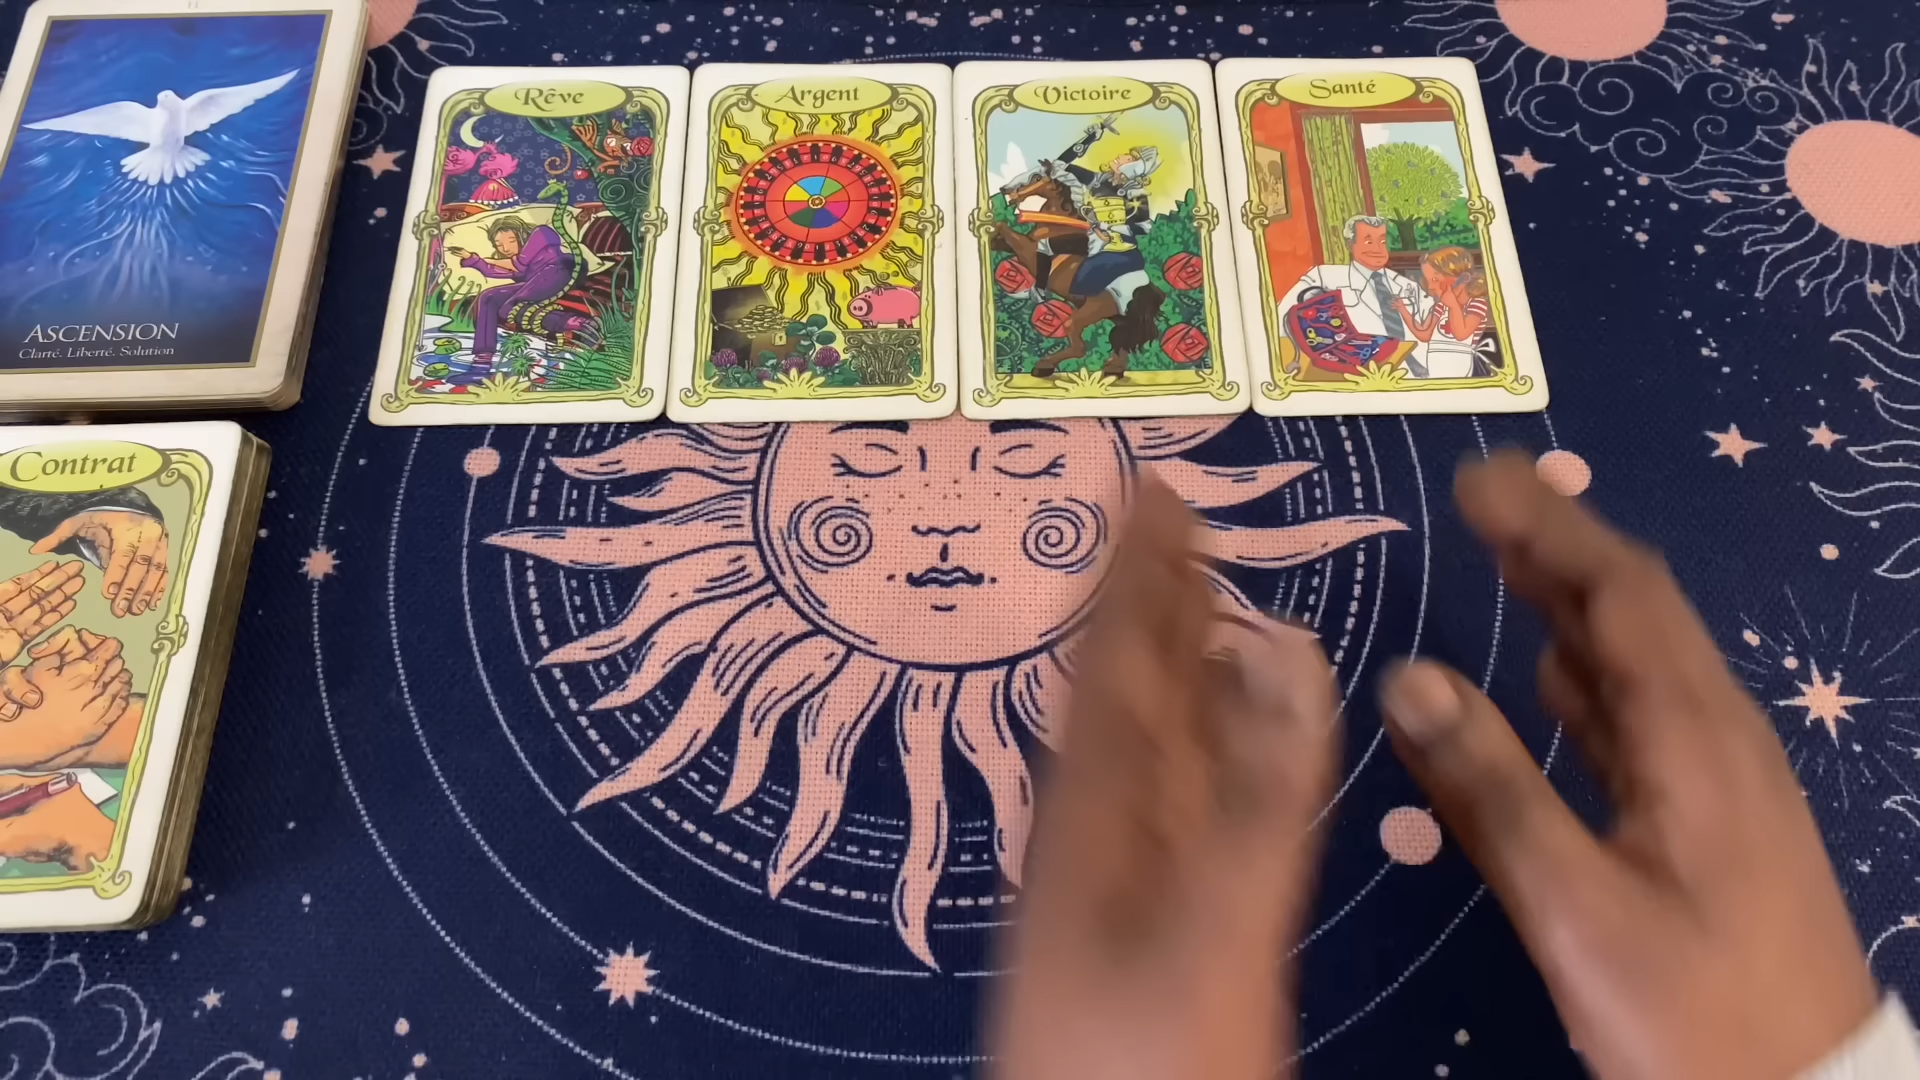 ASCENSION
Clarté. Liberté. Solution
Rêve
Argent
Victoire
Santé
Contrat